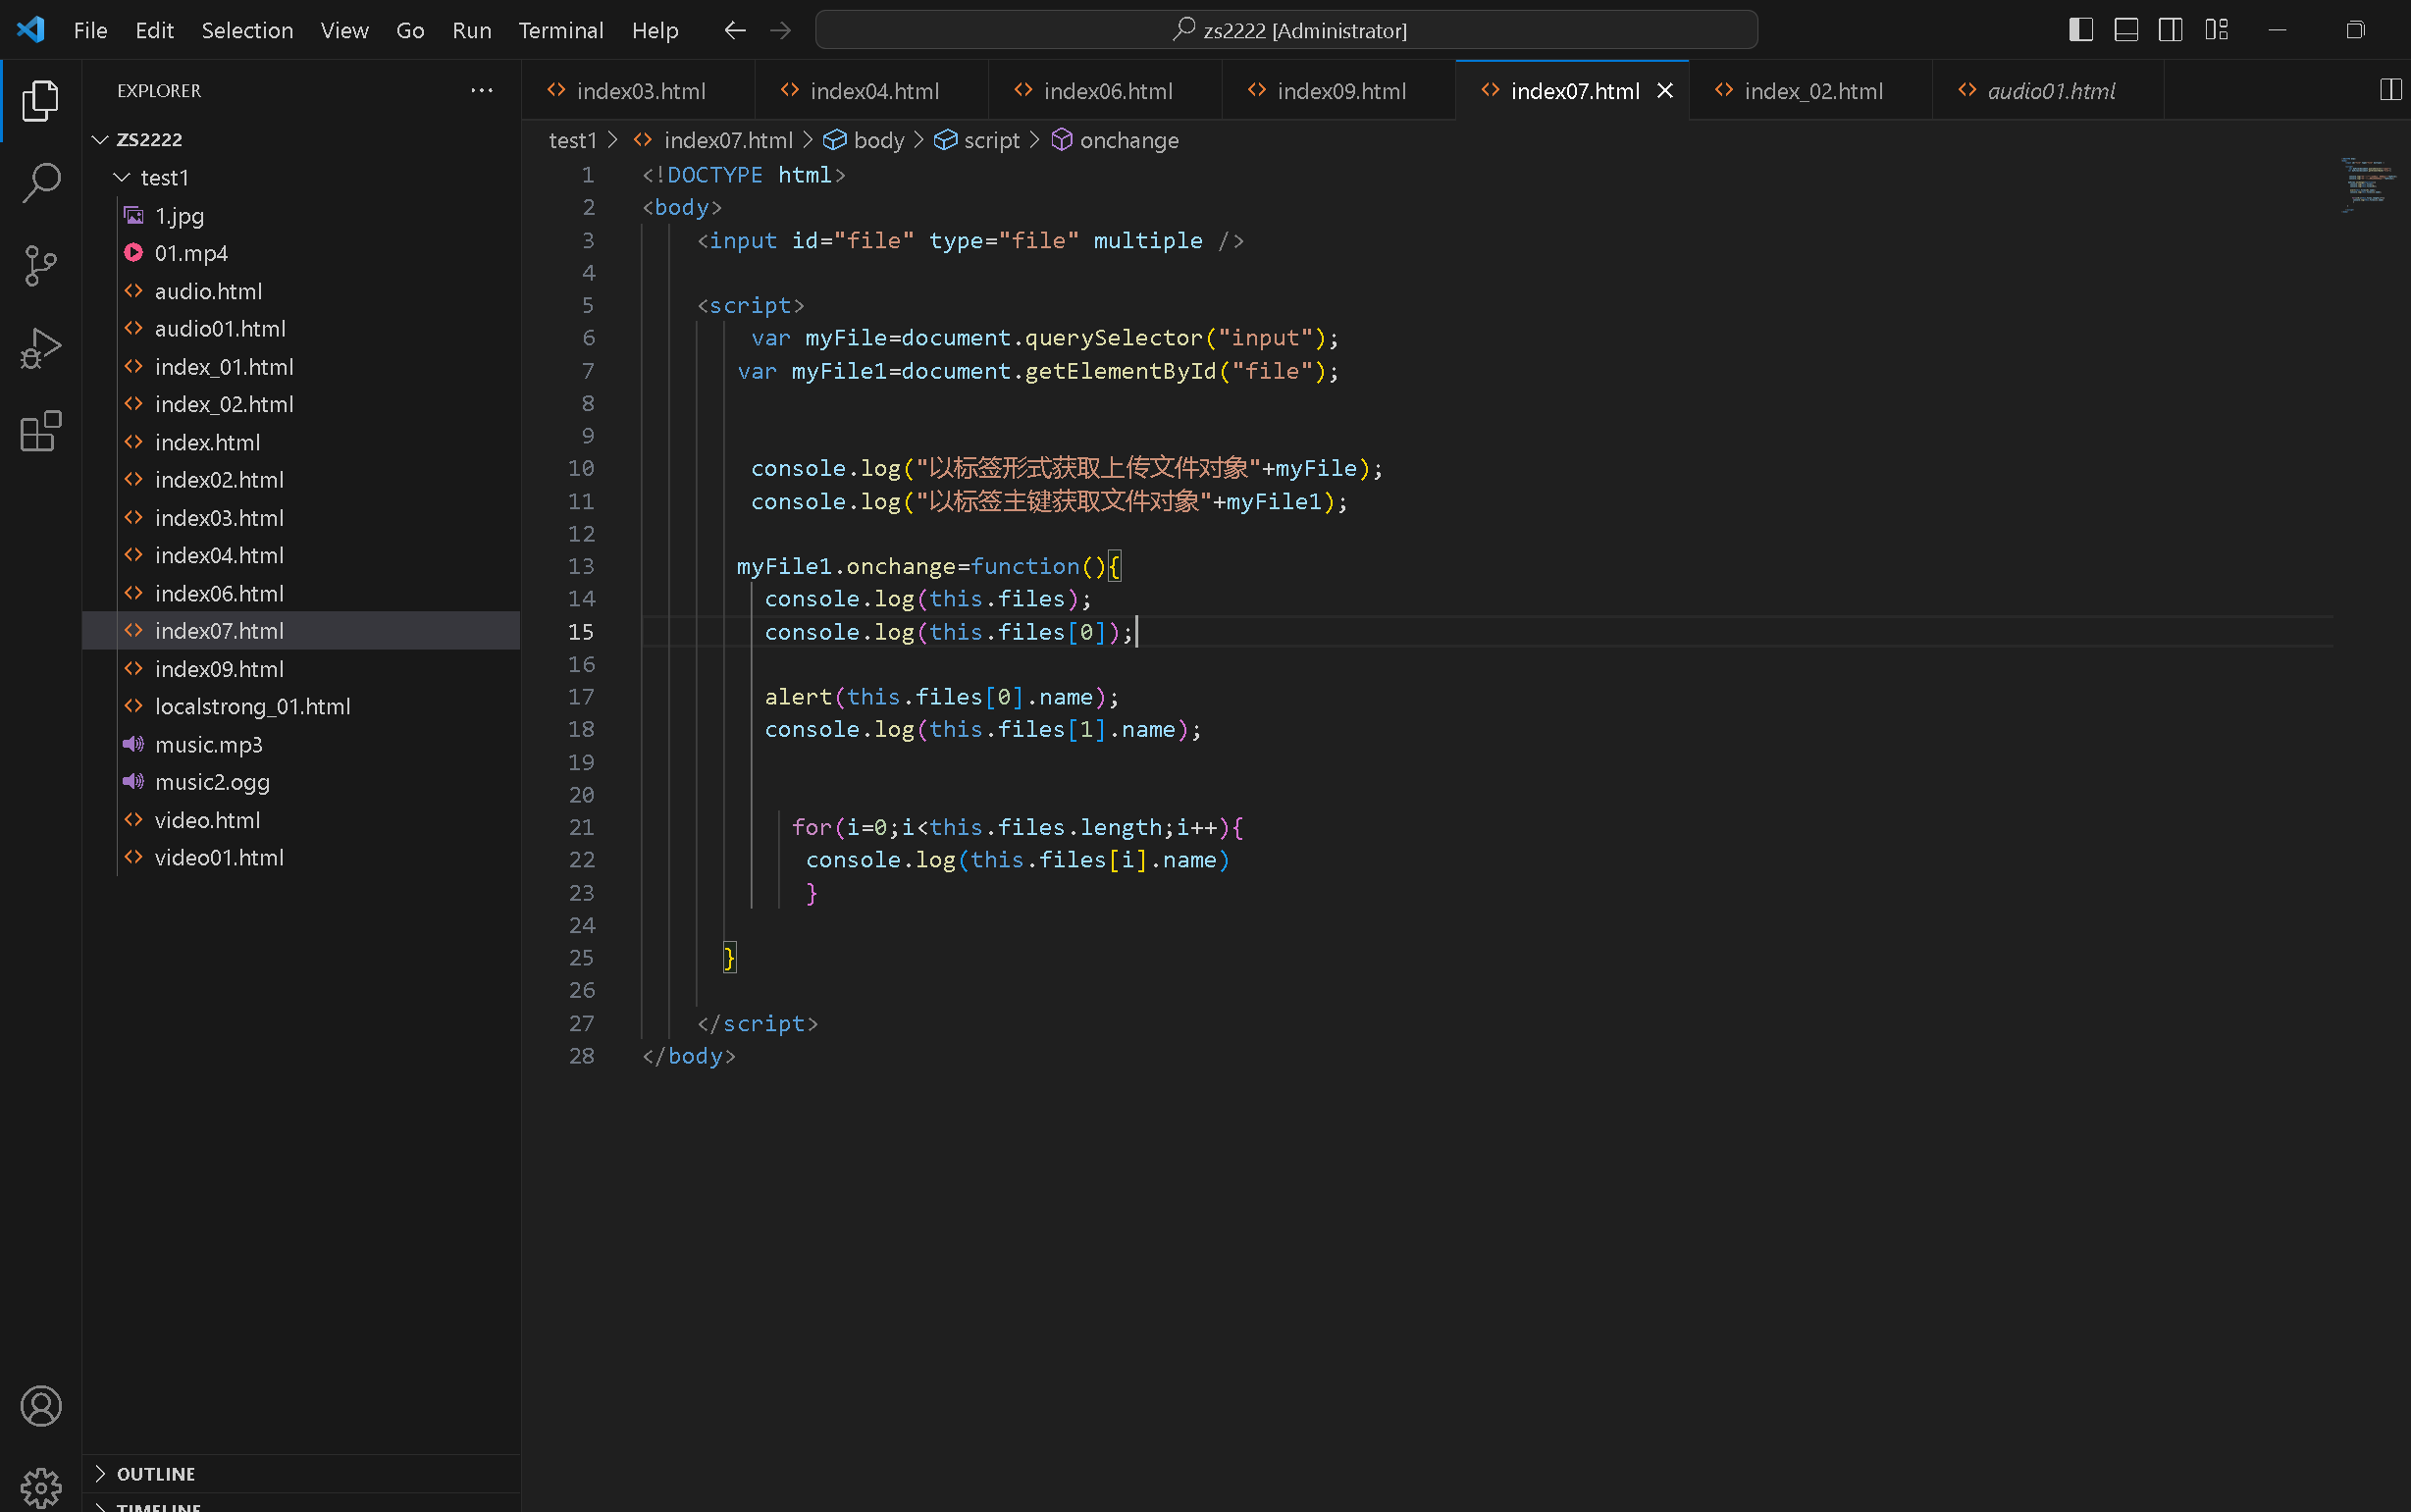 File Edit Selection View Go Run Terminal Help
zs2222 [Administrator]
EXPLORER
ZS2222
test1
1.jpg
01.mp4
audio.html
audio01.html
index_01.html
index_02.html
index.html
index02.html
index03.html
index04.html
index06.html
index07.html
index09.html
localstrong_01.html
music.mp3
music2.ogg
video.html
video01.html
OUTLINE
TIMELINE
index03.html index04.html index06.html index09.html index07.html index_02.html audio01.html
test1 > index07.html > body > script > onchange
1 <!DOCTYPE html>
2 <body>
3 <input id="file" type="file" multiple />
4
5 <script>
6 var myFile=document.querySelector("input");
7 var myFile1=document.getElementById("file");
8
9
10 console.log("以标签形式获取上传文件对象"+myFile);
11 console.log("以标签主键获取文件对象"+myFile1);
12
13 myFile1.onchange=function(){
14 console.log(this.files);
15 console.log(this.files[0]);
16
17 alert(this.files[0].name);
18 console.log(this.files[1].name);
19
20
21 for(i=0;i<this.files.length;i++){
22 console.log(this.files[i].name)
23 }
24
25 }
26
27 </script>
28 </body>